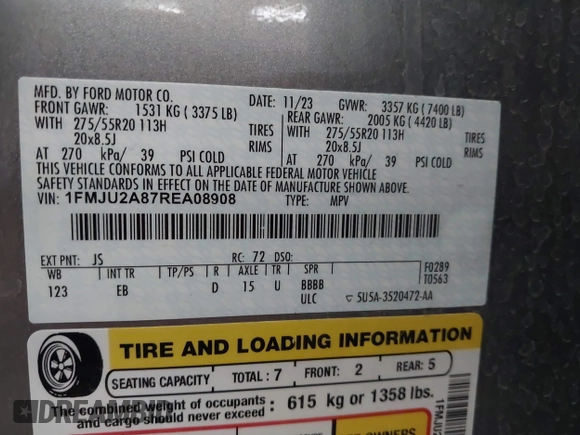 MFD. BY FORD MOTOR CO.
DATE: 11/23 GVWR: 3357 KG ( 7400 LB)
FRONT GAWR: 1531 KG ( 3375 LB)
REAR GAWR: 2005 KG ( 4420 LB)
WITH 275/55R20 113H TIRES
WITH 275/55R20 113H TIRES
20x8.5J RIMS
20x8.5J RIMS
AT 270 kPa/ 39 PSI COLD
AT 270 kPa/ 39 PSI COLD
THIS VEHICLE CONFORMS TO ALL APPLICABLE FEDERAL MOTOR VEHICLE
SAFETY STANDARDS IN EFFECT ON THE DATE OF MANUFACTURE SHOWN ABOVE.
VIN: 1FMJU2A87REA08908 TYPE: MPV
EXT PNT: JS RC: 72 DSO:
WB INT TR TP/PS R AXLE TR SPR
F0289
T0563
123 EB D 15 U BBBB
ULC 5U5A-3520472-AA
TIRE AND LOADING INFORMATION
SEATING CAPACITY TOTAL : 7 FRONT: 2 REAR: 5
The combined weight of occupants
and cargo should never exceed : 615 kg or 1358 lbs.
OWNERS
DREAMBID